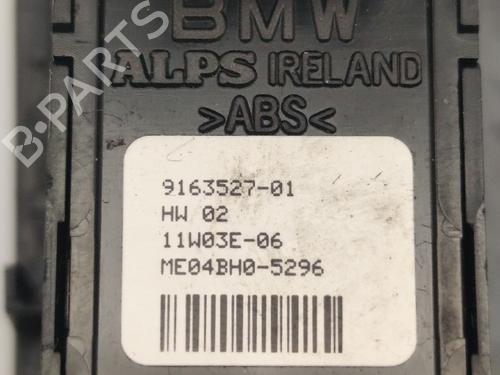 BMW
ALPS IRELAND
>ABS<
9163527-01
HW 02
11W03E-06
ME04BH0-5296
B-PARTS